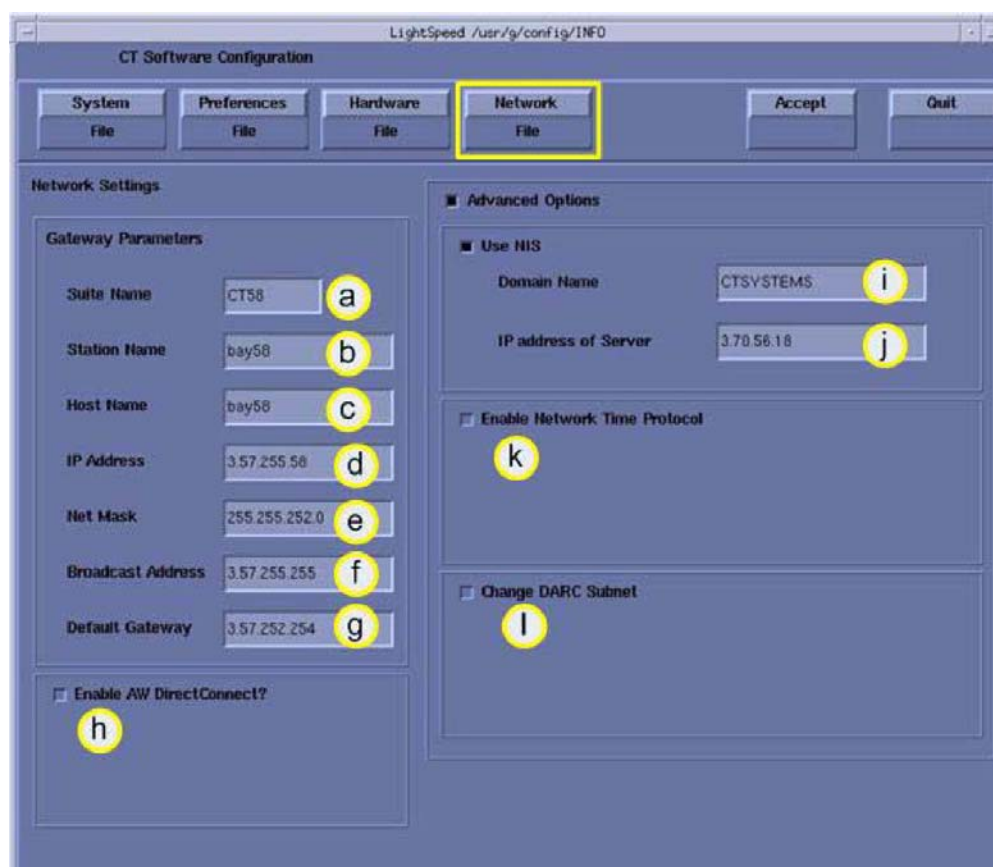 LightSpeed /usr/g/config/INFO
CT Software Configuration
System Preferences Hardware Network Accept Quit
File File File File
Network Settings
Gateway Parameters
Suite Name CT58 a
Station Name bay58 b
Host Name bay58 c
IP Address 3.57.255.58 d
Net Mask 255.255.252.0 e
Broadcast Address 3.57.255.255 f
Default Gateway 3.57.252.254 g
Enable AW DirectConnect?
h
Advanced Options
Use NIS
Domain Name CTSYSTEMS i
IP address of Server 3.70.56.18 j
Enable Network Time Protocol
k
Change DARC Subnet
l